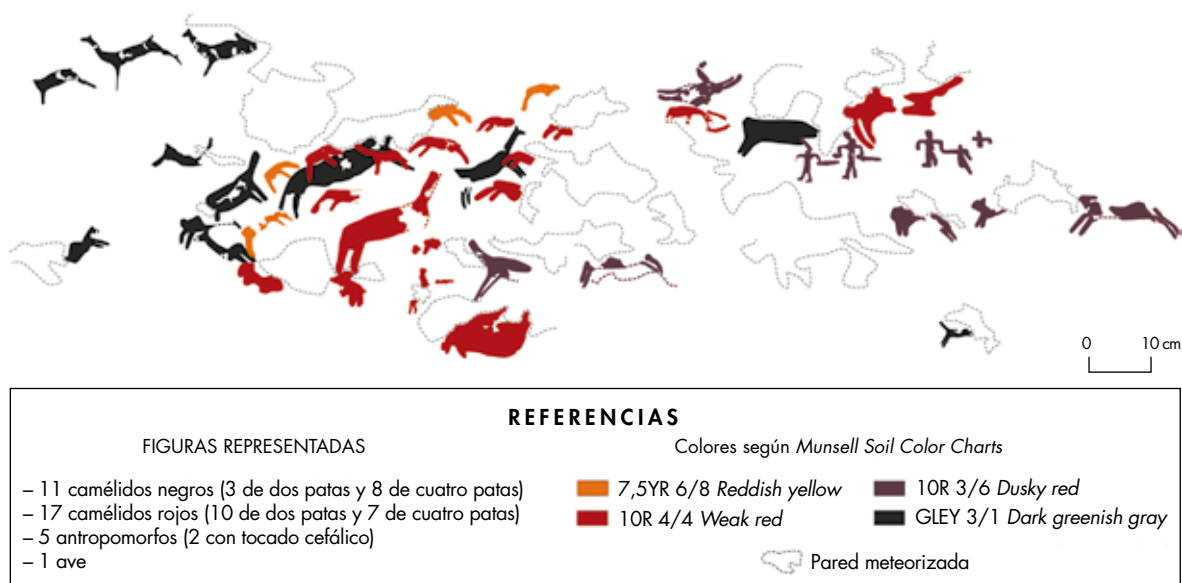 0 10 cm
REFERENCIAS
FIGURAS REPRESENTADAS
– 11 camélidos negros (3 de dos patas y 8 de cuatro patas)
– 17 camélidos rojos (10 de dos patas y 7 de cuatro patas)
– 5 antropomorfos (2 con tocado cefálico)
– 1 ave
Colores según Munsell Soil Color Charts
7,5YR 6/8 Reddish yellow
10R 4/4 Weak red
10R 3/6 Dusky red
GLEY 3/1 Dark greenish gray
Pared meteorizada